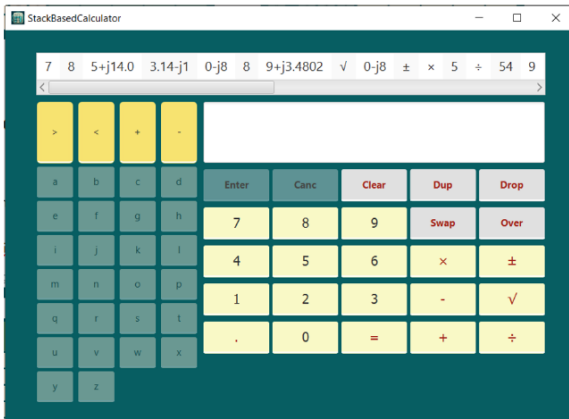 StackBasedCalculator
7 8 5+j14.0 3.14-j1 0-j8 8 9+j3.4802 √ 0-j8 ± × 5 ÷ 54 9
> < + -
a b c d Enter Canc Clear Dup Drop
e f g h 7 8 9 Swap Over
i j k l 4 5 6 × ±
m n o p 1 2 3 - √
q r s t . 0 = + ÷
u v w x
y z